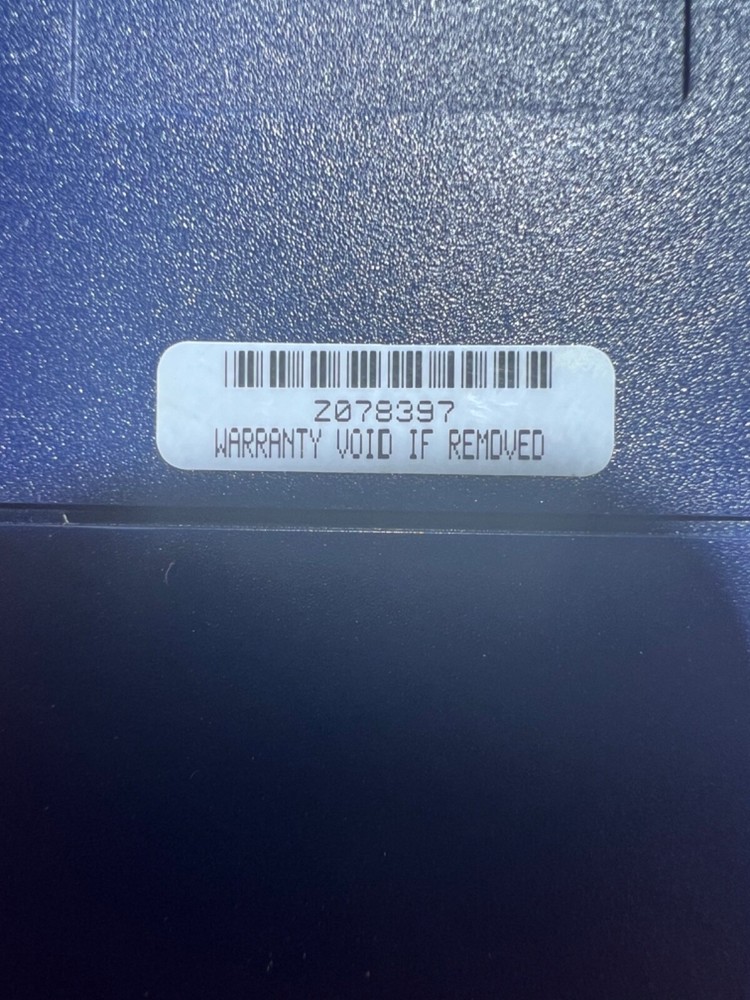 Z078397
WARRANTY VOID IF REMOVED